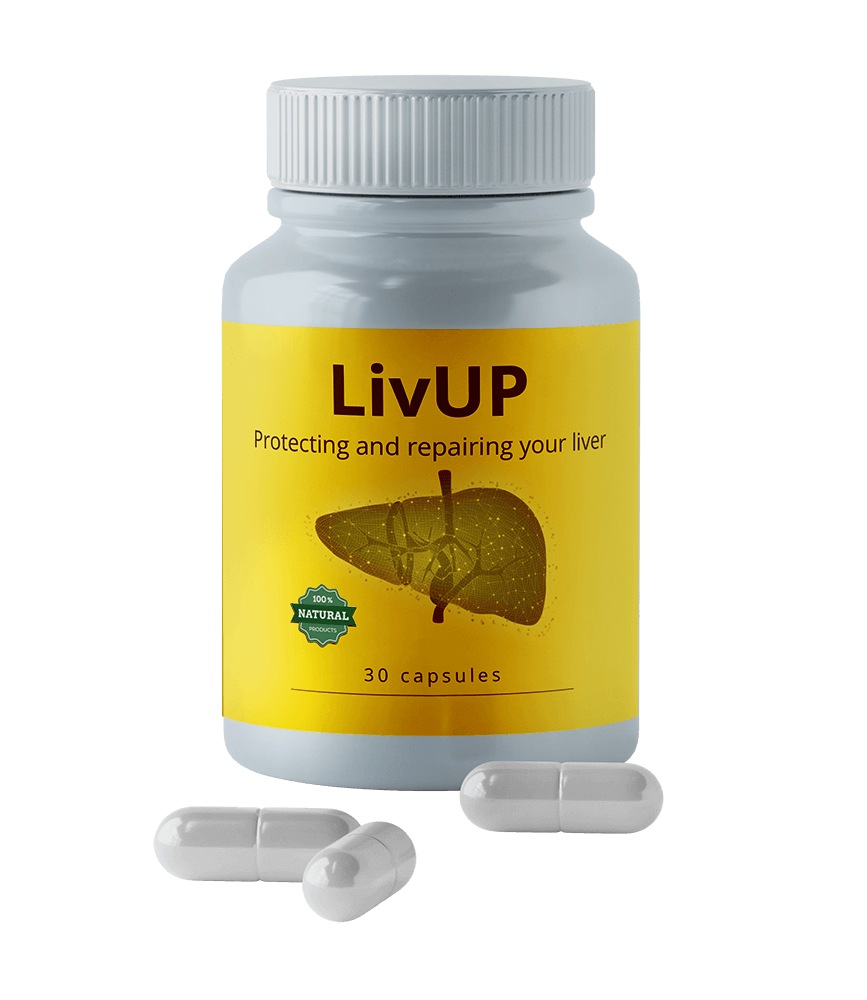 LivUP
Protecting and repairing your liver
100%
NATURAL
PRODUCTS
30 capsules